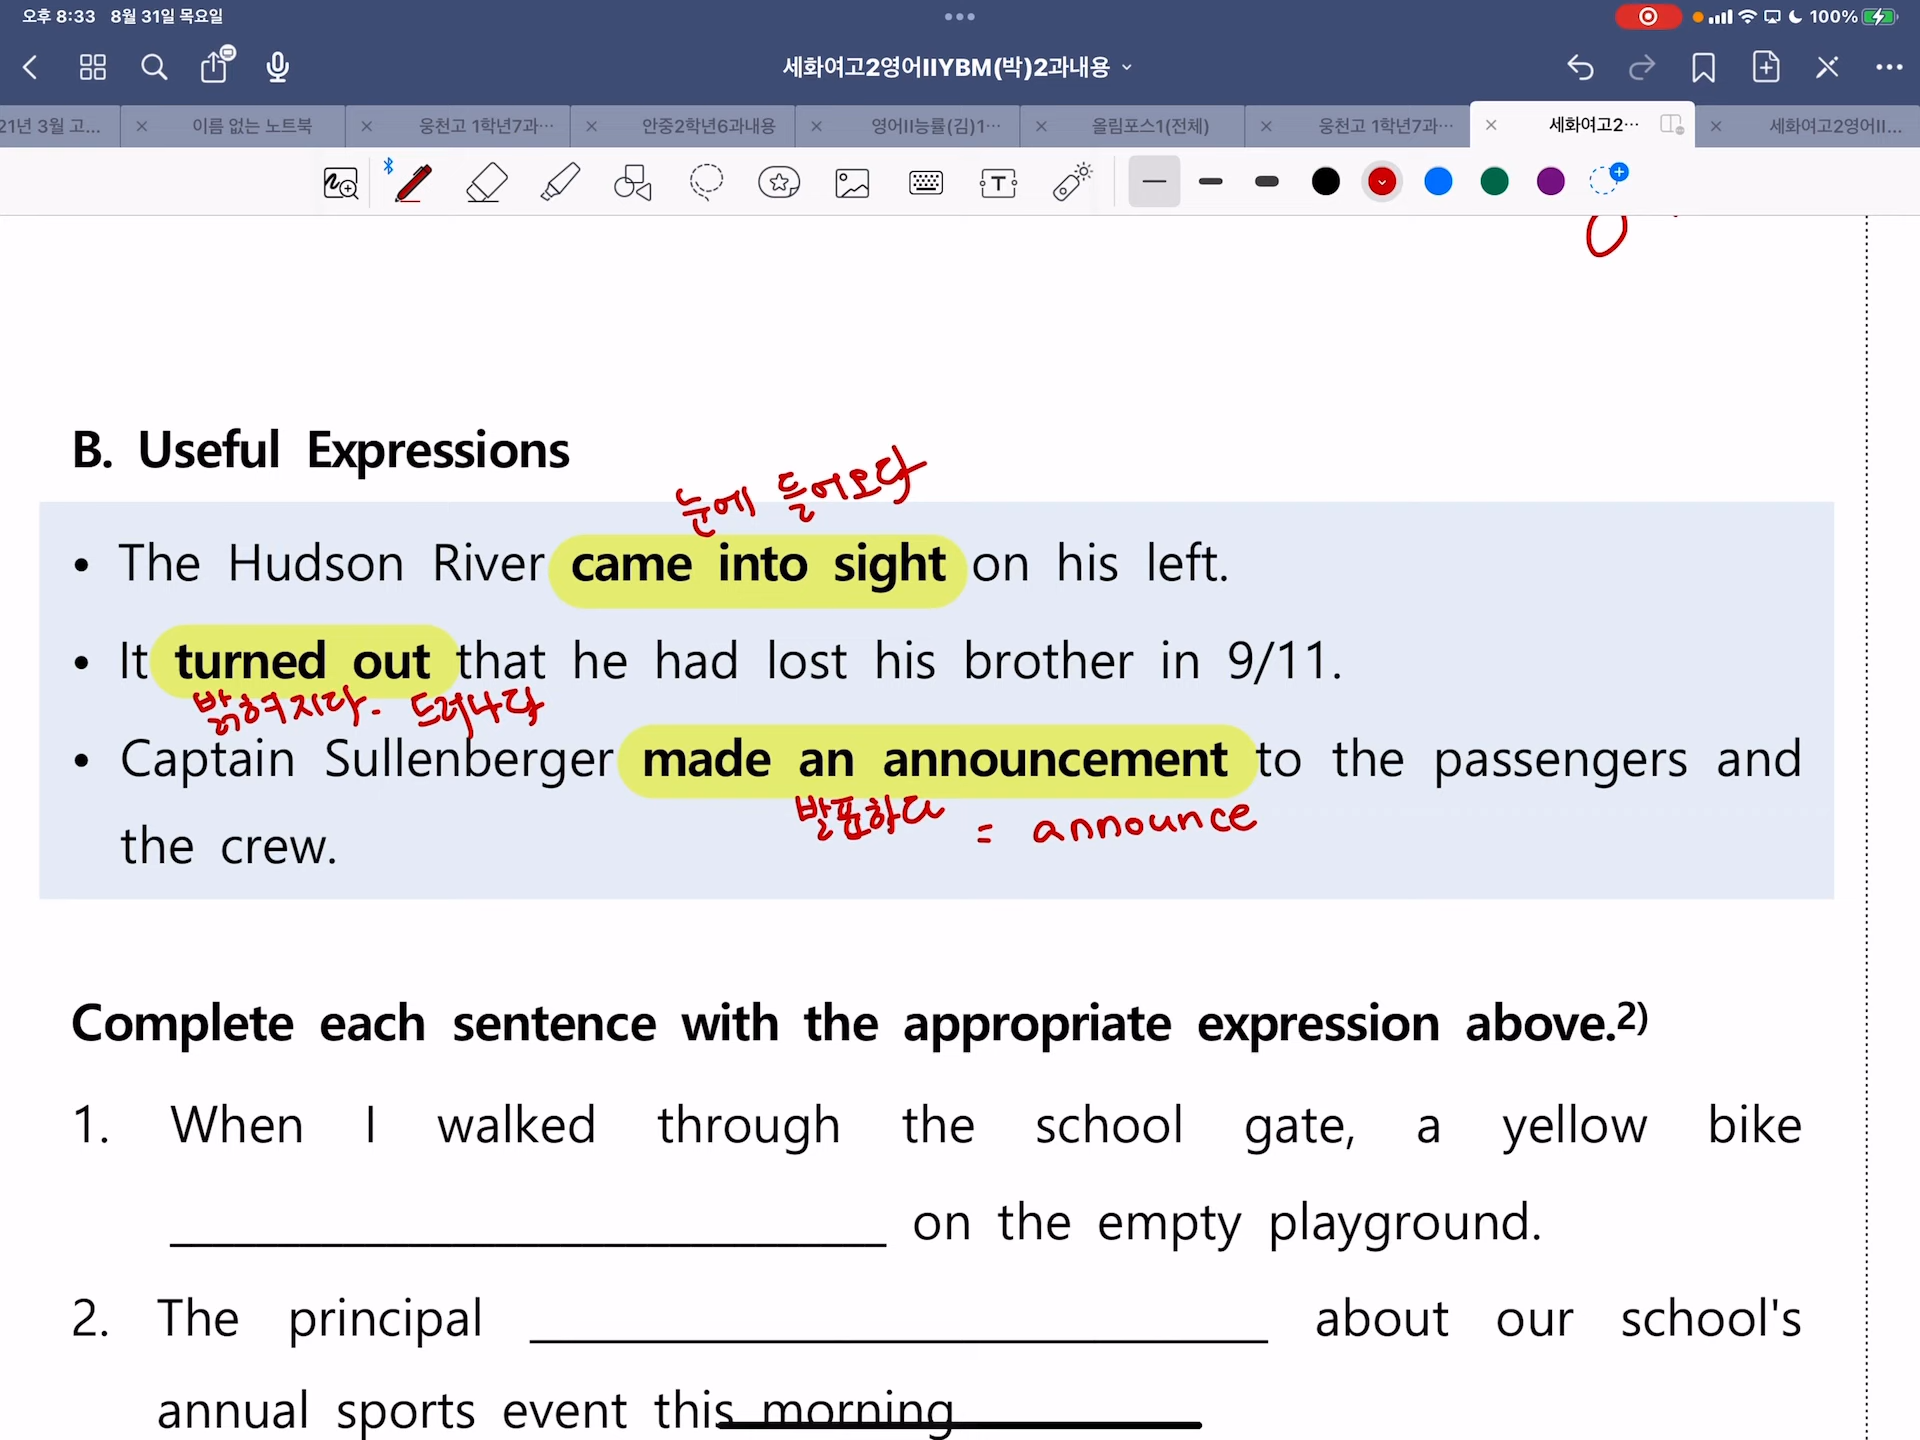 오후 8:33 8월 31일 목요일
100%
세화여고2영어IIYBM(박)2과내용
21년 3월 고... × 이름 없는 노트북 × 웅천고 1학년7과... × 안중2학년6과내용 × 영어II능률(김)1... × 올림포스1(전체) × 웅천고 1학년7과... × 세화여고2... × 세화여고2영어II...
B. Useful Expressions
눈에 들어오다
• The Hudson River came into sight on his left.
• It turned out that he had lost his brother in 9/11.
밝혀지다. 드러나다
• Captain Sullenberger made an announcement to the passengers and
발표하다 = announce
the crew.
Complete each sentence with the appropriate expression above.2)
1. When I walked through the school gate, a yellow bike
on the empty playground.
2. The principal about our school's
annual sports event this morning